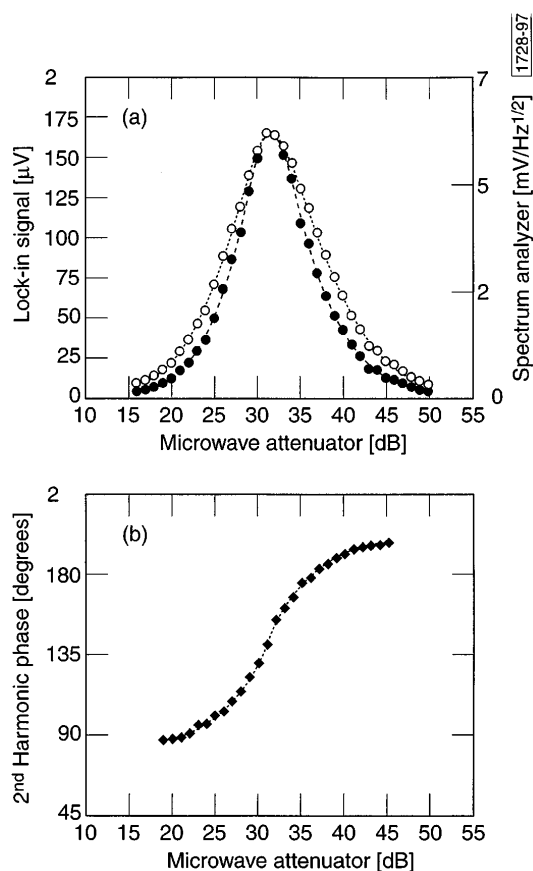 1728-97
(a)
Lock-in signal [µV]
2
175
150
125
100
75
50
25
0
Spectrum analyzer [mV/Hz1/2]
7
5
2
0
10 15 20 25 30 35 40 45 50 55
Microwave attenuator [dB]
(b)
2nd Harmonic phase [degrees]
2
180
135
90
45
10 15 20 25 30 35 40 45 50 55
Microwave attenuator [dB]